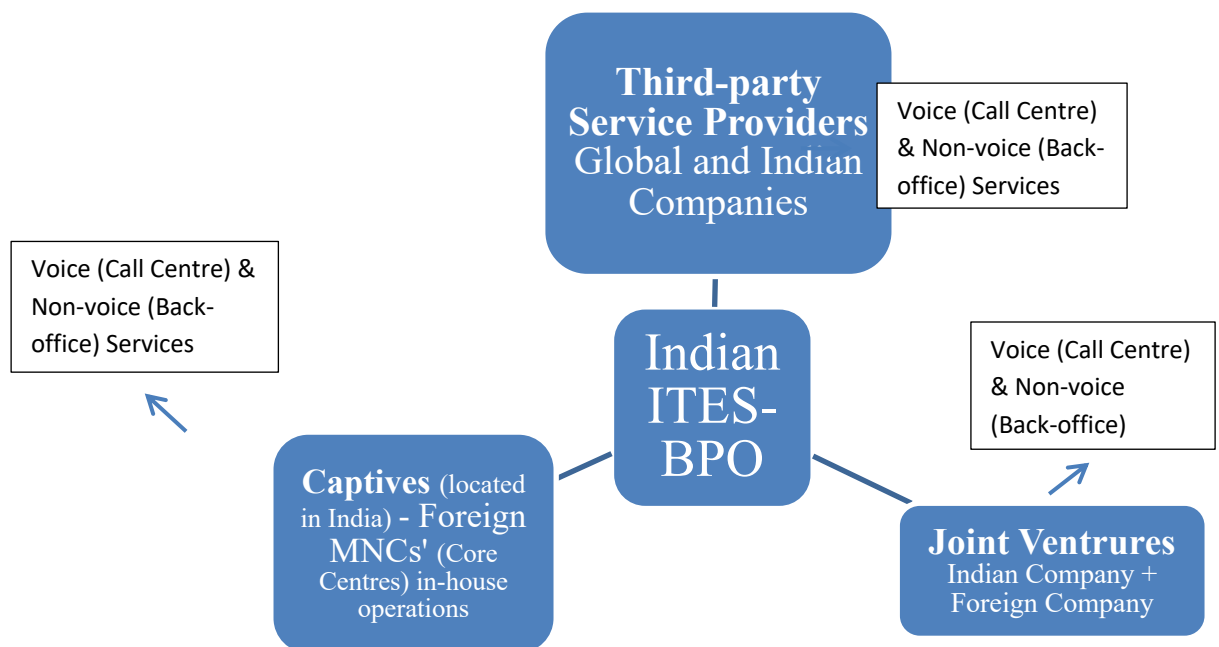 Third-party
Service Providers
Global and Indian
Companies
Voice (Call Centre)
& Non-voice (Back-
office) Services
Voice (Call Centre) &
Non-voice (Back-
office) Services
Indian
ITES-
BPO
Voice (Call Centre)
& Non-voice
(Back-office)
Captives (located
in India) - Foreign
MNCs' (Core
Centres) in-house
operations
Joint Ventrures
Indian Company +
Foreign Company